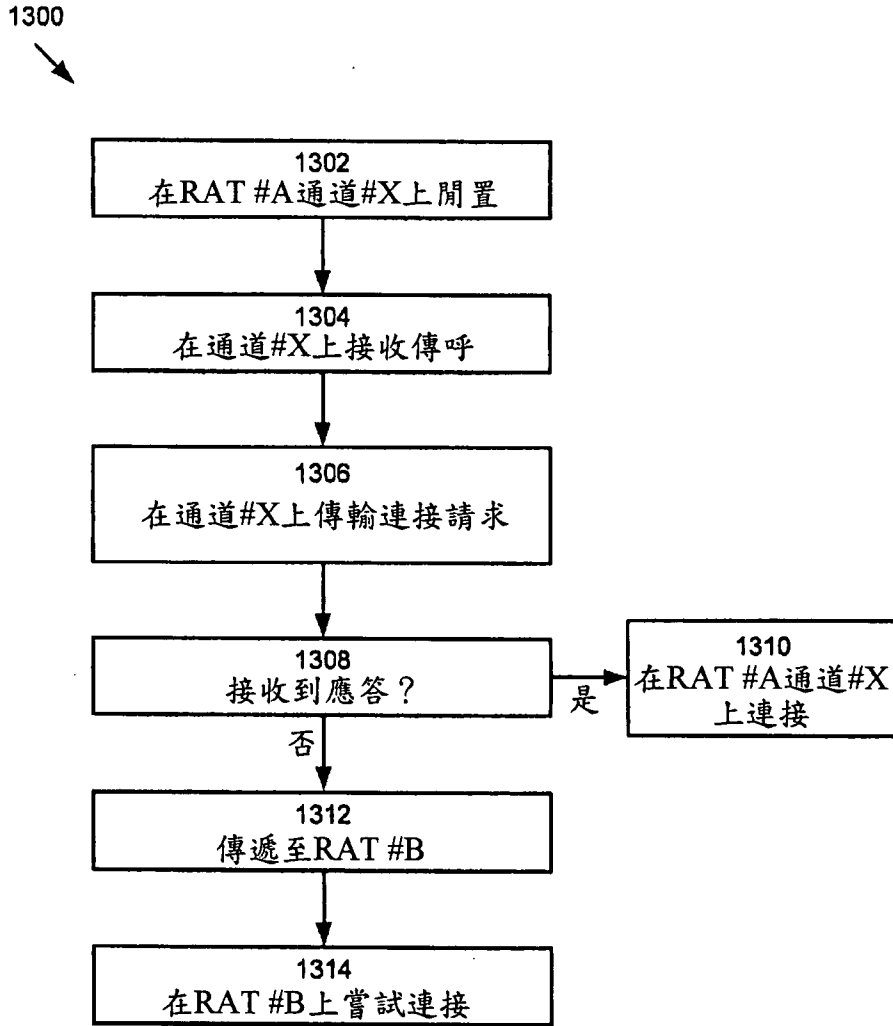 1300
1302
在RAT #A通道#X上閒置
1304
在通道#X上接收傳呼
1306
在通道#X上傳輸連接請求
1308
接收到應答?
是
1310
在RAT #A通道#X
上連接
否
1312
傳遞至RAT #B
1314
在RAT #B上嘗試連接